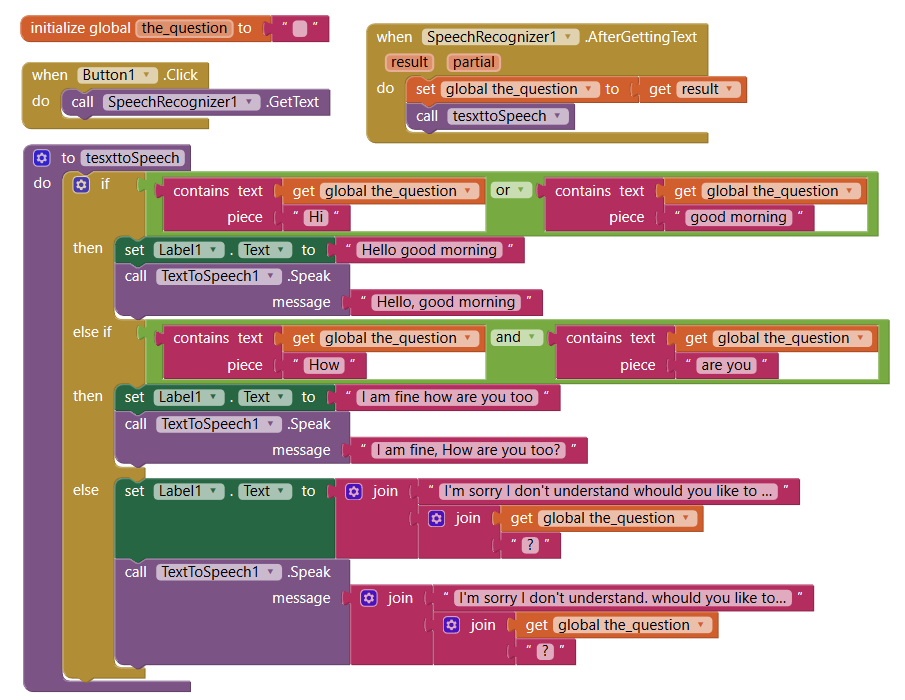 initialize global the_question to " "
when Button1 .Click
do call SpeechRecognizer1 .GetText
when SpeechRecognizer1 .AfterGettingText
result partial
do set global the_question to get result
call tesxttoSpeech
to tesxttoSpeech
do if contains text get global the_question or contains text get global the_question
piece " Hi " piece " good morning "
then set Label1 . Text to " Hello good morning "
call TextToSpeech1 .Speak
message " Hello, good morning "
else if contains text get global the_question and contains text get global the_question
piece " How " piece " are you "
then set Label1 . Text to " I am fine how are you too "
call TextToSpeech1 .Speak
message " I am fine, How are you too? "
else set Label1 . Text to join " I'm sorry I don't understand whould you like to ... "
join get global the_question
" ? "
call TextToSpeech1 .Speak
message join " I'm sorry I don't understand. whould you like to... "
join get global the_question
" ? "